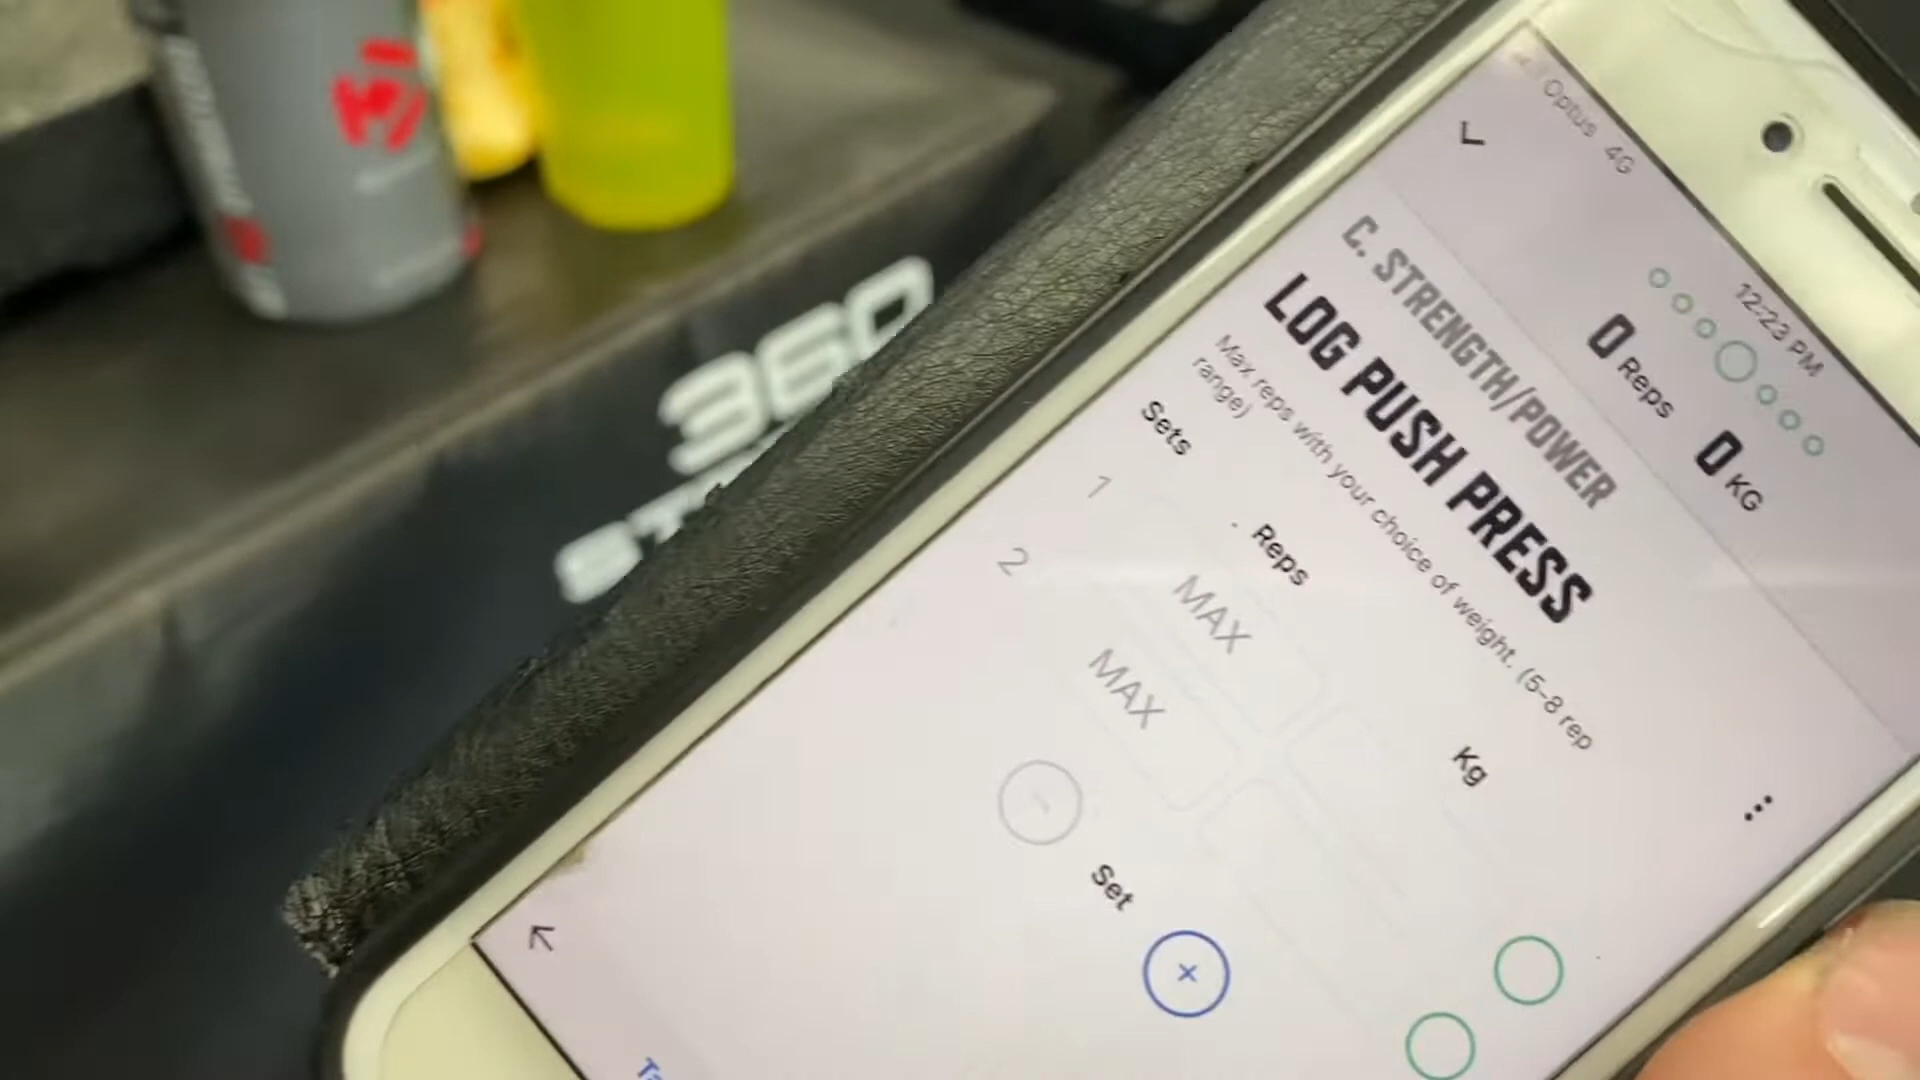 Optus 4G 12:23 PM
0 Reps 0 KG
C. STRENGTH/POWER
LOG PUSH PRESS
Max reps with your choice of weight. (5-8 rep
range)
Sets Reps Kg
1 MAX
2 MAX
Set
360